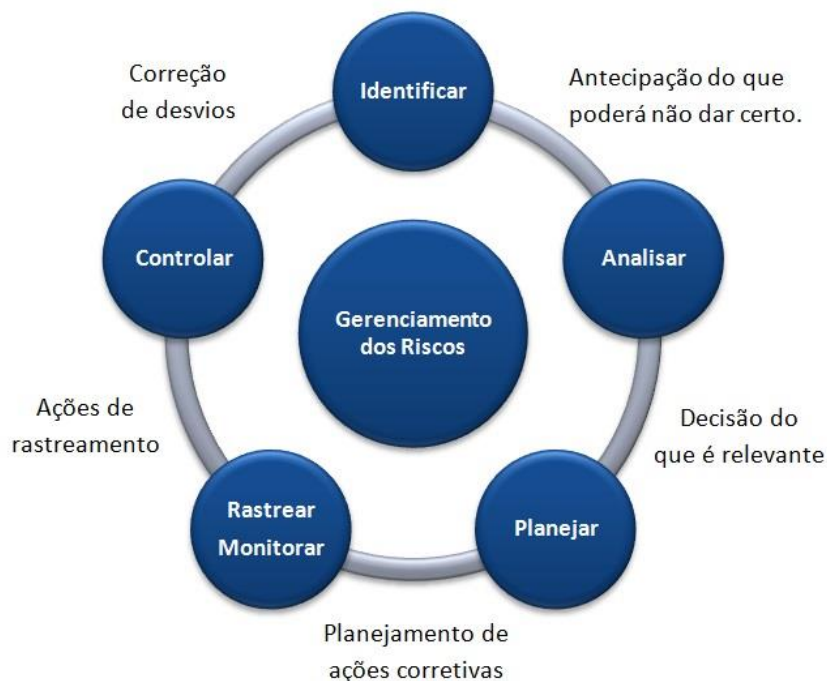 Identificar
Antecipação do que
poderá não dar certo.
Analisar
Decisão do
que é relevante
Planejar
Planejamento de
ações corretivas
Rastrear
Monitorar
Ações de
rastreamento
Controlar
Correção
de desvios
Gerenciamento
dos Riscos